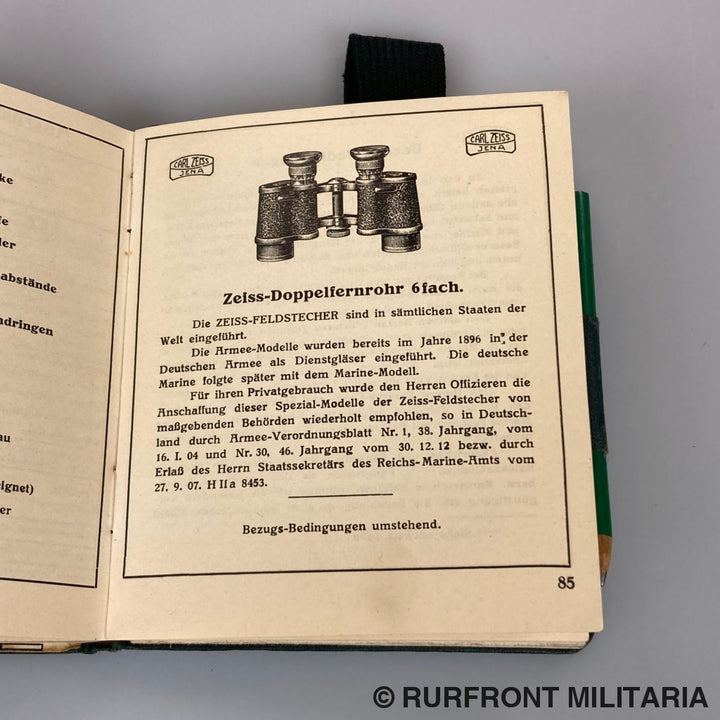 ke
fe
der
abstände
ndringen
au
eignet)
er
CARL ZEISS
JENA
CARL ZEISS
JENA
Zeiss-Doppelfernrohr 6fach.
Die ZEISS-FELDSTECHER sind in sämtlichen Staaten der
Welt eingeführt.
Die Armee-Modelle wurden bereits im Jahre 1896 in der
Deutschen Armee als Dienstgläser eingeführt. Die deutsche
Marine folgte später mit dem Marine-Modell.
Für ihren Privatgebrauch wurde den Herren Offizieren die
Anschaffung dieser Spezial-Modelle der Zeiss-Feldstecher von
maßgebenden Behörden wiederholt empfohlen, so in Deutsch-
land durch Armee-Verordnungsblatt Nr. 1, 38. Jahrgang, vom
16. I. 04 und Nr. 30, 46. Jahrgang vom 30. 12. 12 bezw. durch
Erlaß des Herrn Staatssekretärs des Reichs-Marine-Amts vom
27. 9. 07. H II a 8453.
Bezugs-Bedingungen umstehend.
85
© RURFRONT MILITARIA